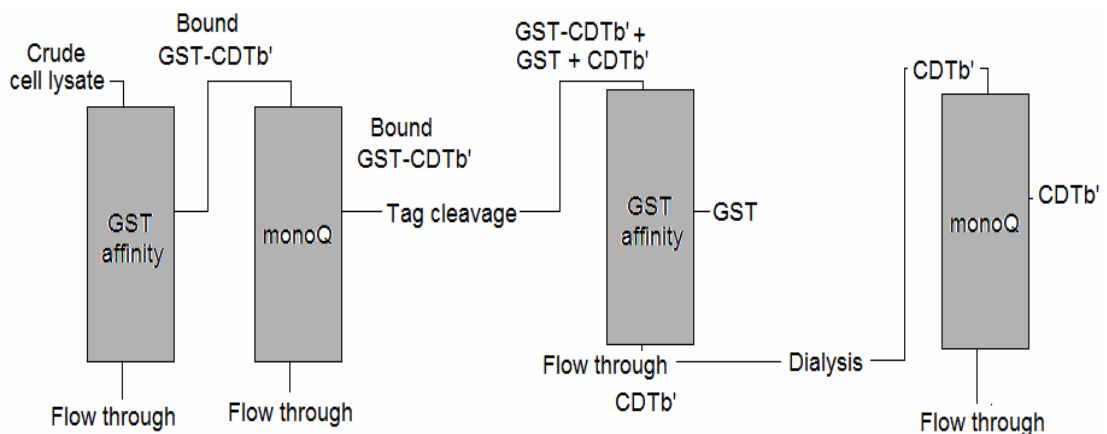 Crude
cell lysate
Bound
GST-CDTb'
GST
affinity
Flow through
monoQ
Flow through
Bound
GST-CDTb'
Tag cleavage
GST-CDTb' +
GST + CDTb'
GST
affinity
GST
Flow through
CDTb'
Dialysis
CDTb'
monoQ
CDTb'
Flow through